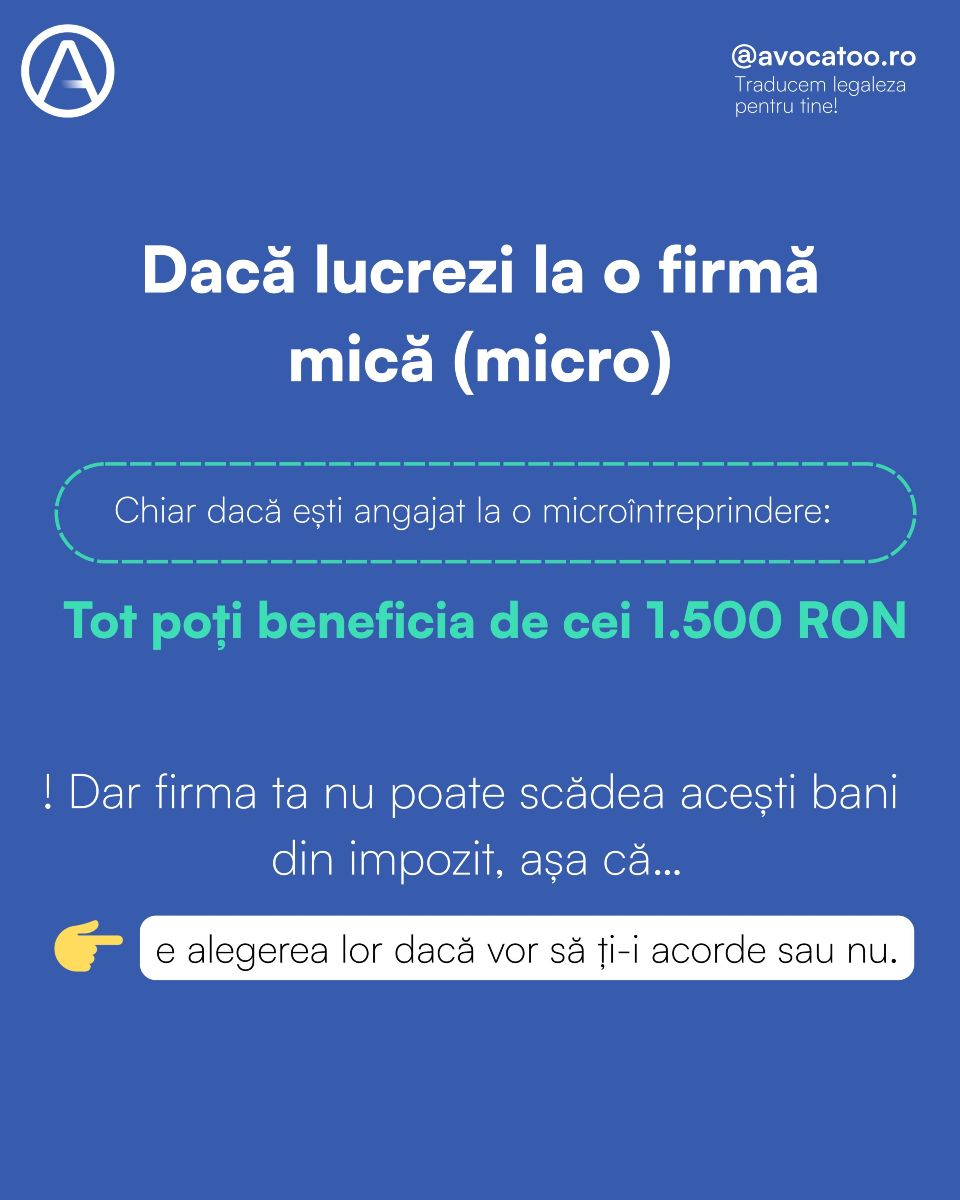 @avocatoo.ro
Traducem legaleza
pentru tine!
Dacă lucrezi la o firmă
mică (micro)
Chiar dacă ești angajat la o microîntreprindere:
Tot poți beneficia de cei 1.500 RON
! Dar firma ta nu poate scădea acești bani
din impozit, așa că...
e alegerea lor dacă vor să ți-i acorde sau nu.